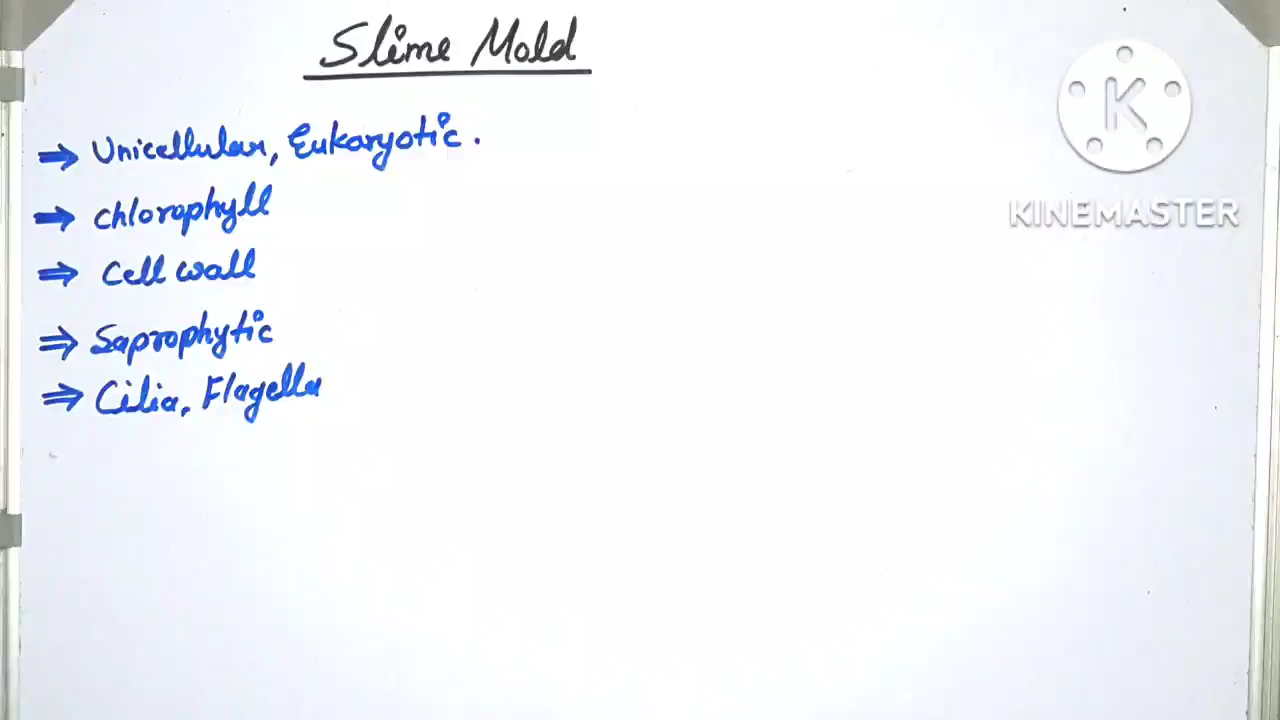 Slime Mold
⇒ Unicellular, Eukaryotic.
⇒ Chlorophyll
⇒ Cell wall
⇒ Saprophytic
⇒ Cilia, Flagella
K
KINEMASTER